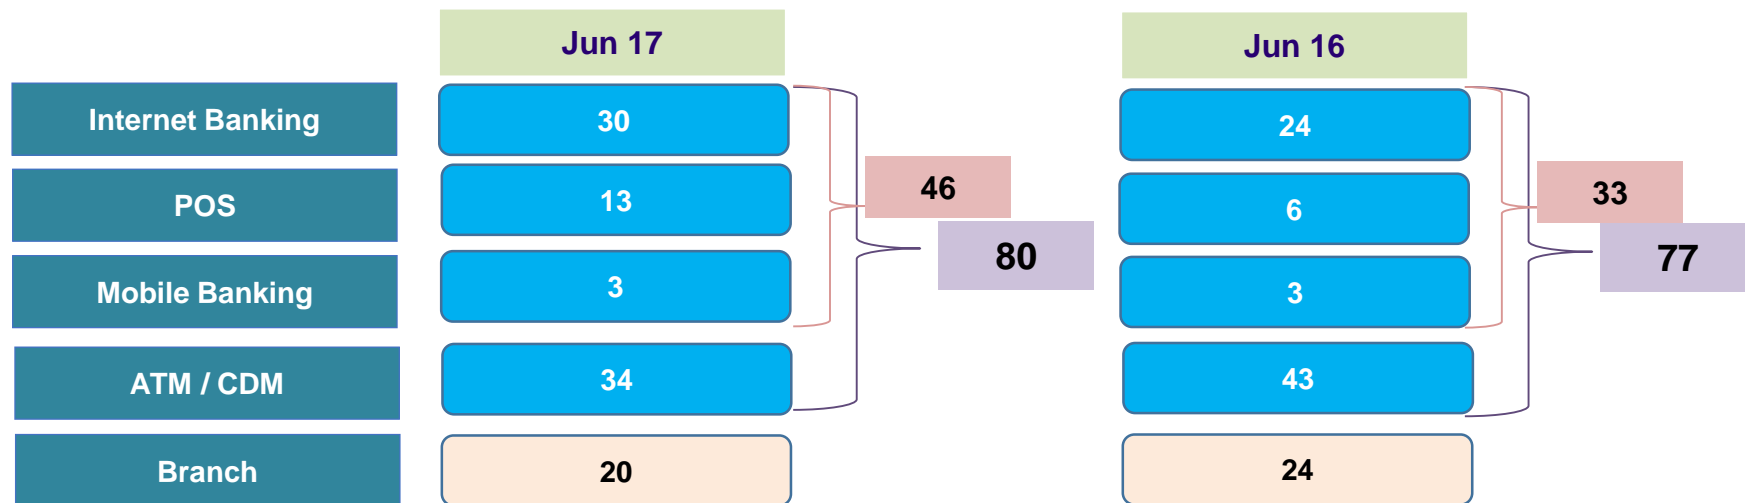 Jun 17
Jun 16
Internet Banking
30
24
POS
13
46
6
33
80
77
Mobile Banking
3
3
ATM / CDM
34
43
Branch
20
24